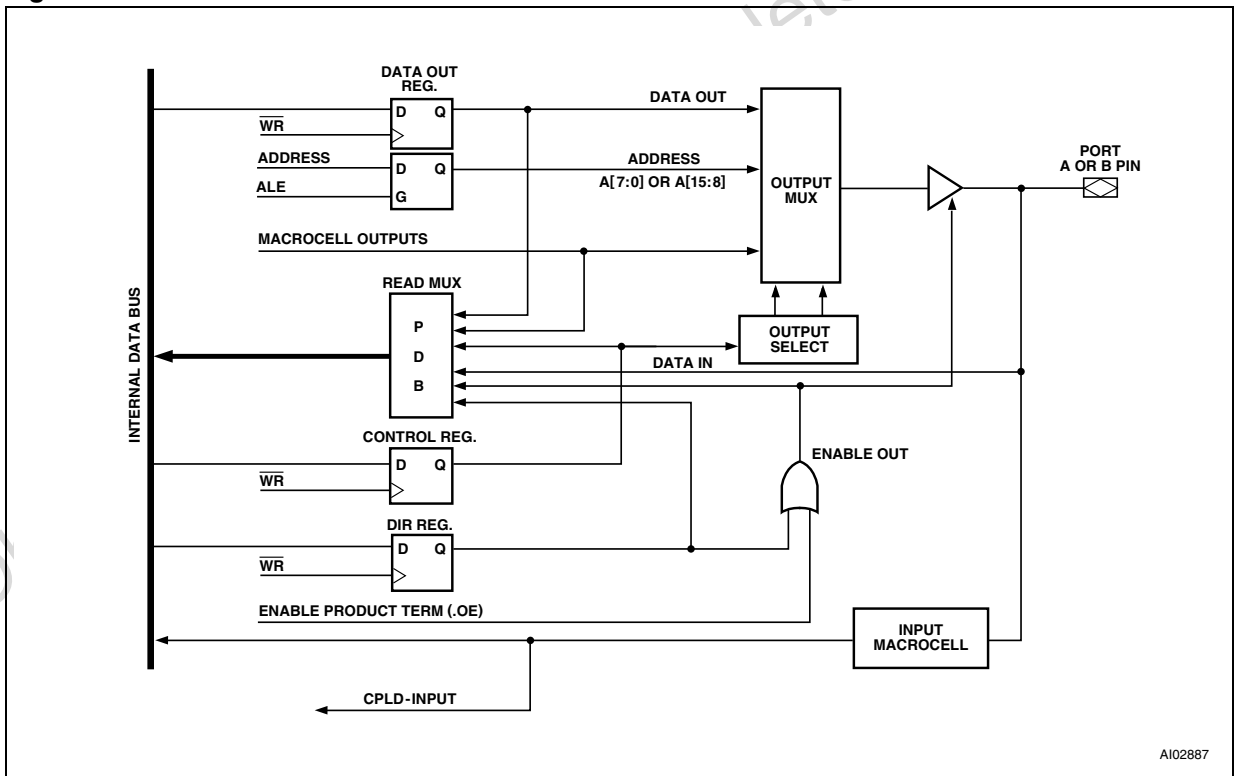 DATA OUT
REG.
D Q
WR
DATA OUT
ADDRESS
D Q
ALE
G
ADDRESS
A[7:0] OR A[15:8]
OUTPUT
MUX
PORT
A OR B PIN
MACROCELL OUTPUTS
READ MUX
P
D
B
OUTPUT
SELECT
DATA IN
INTERNAL DATA BUS
CONTROL REG.
D Q
WR
ENABLE OUT
DIR REG.
D Q
WR
ENABLE PRODUCT TERM (.OE)
INPUT
MACROCELL
CPLD-INPUT
AI02887